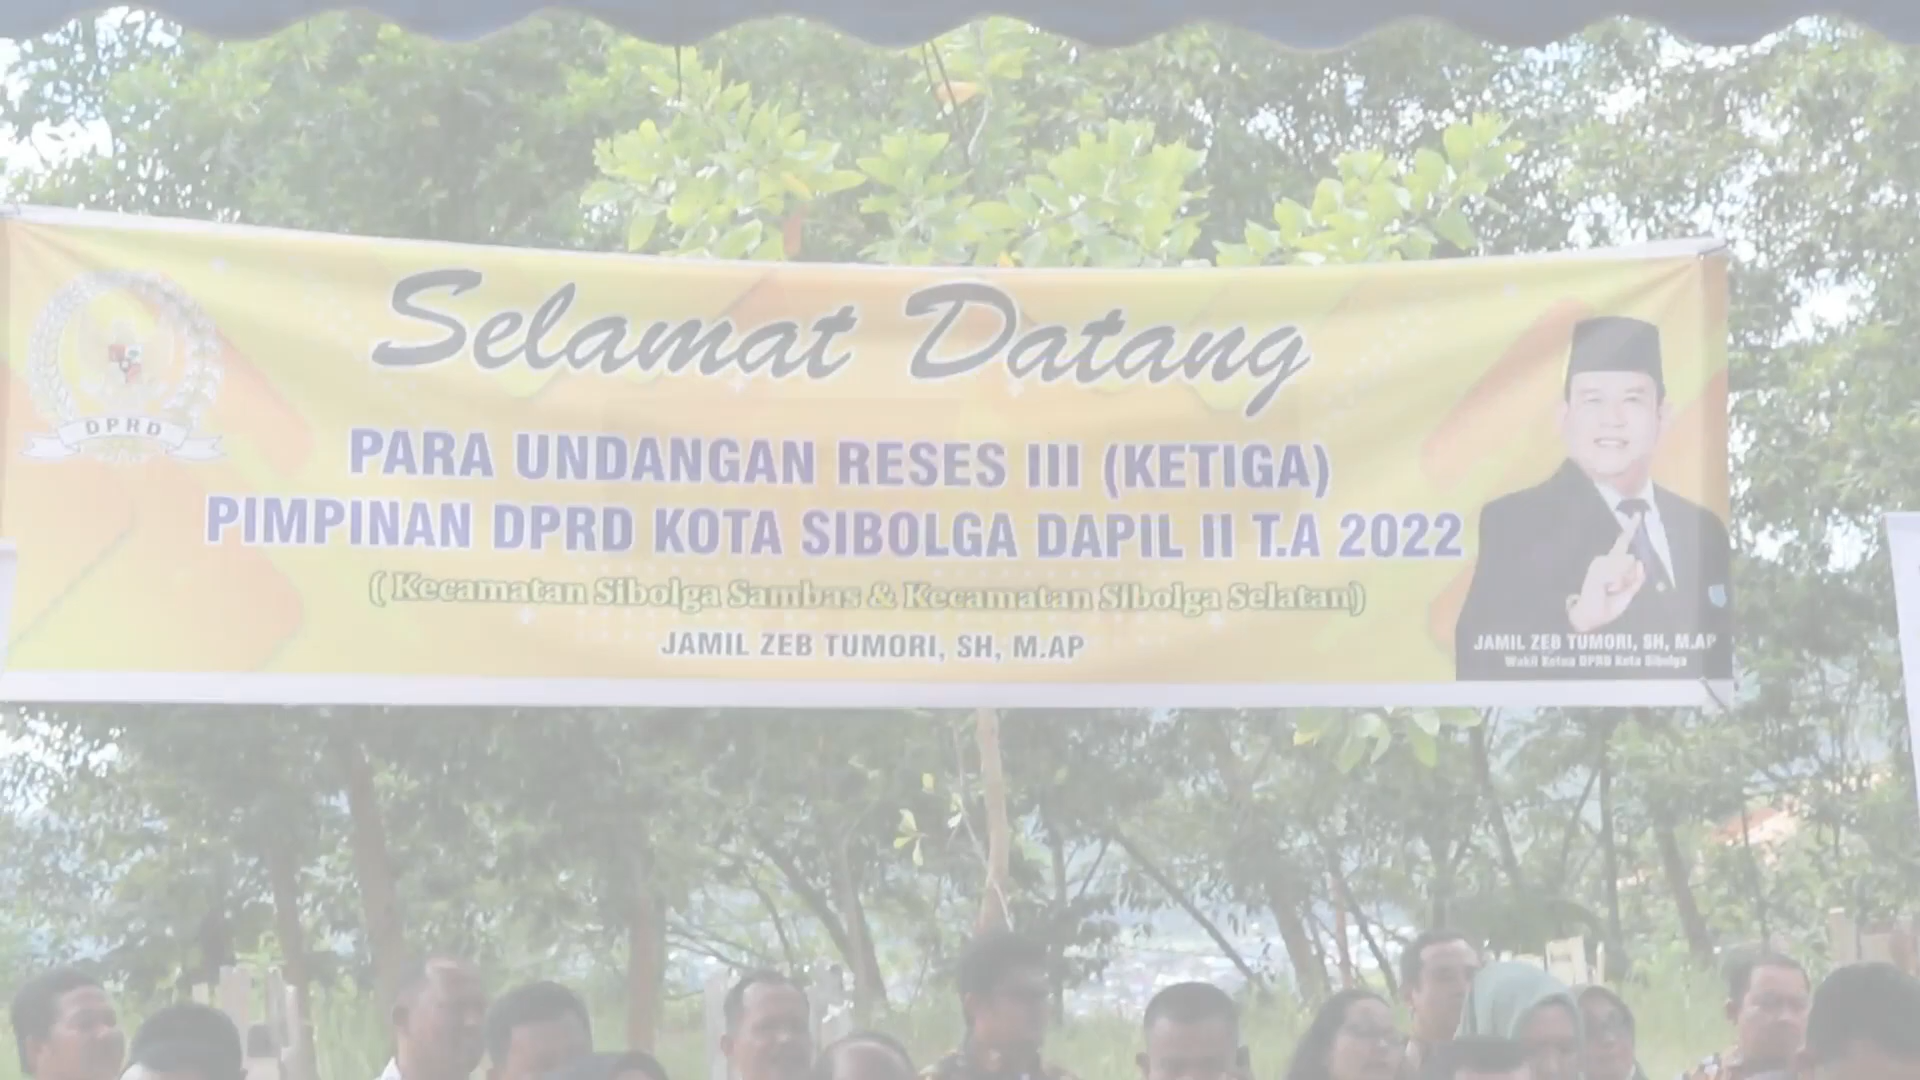 Selamat Datang
DPRD
PARA UNDANGAN RESES III (KETIGA)
PIMPINAN DPRD KOTA SIBOLGA DAPIL II T.A 2022
( Kecamatan Sibolga Sambas & Kecamatan Sibolga Selatan)
JAMIL ZEB TUMORI, SH, M.AP
JAMIL ZEB TUMORI, SH, M.AP
Wakil Ketua DPRD Kota Sibolga